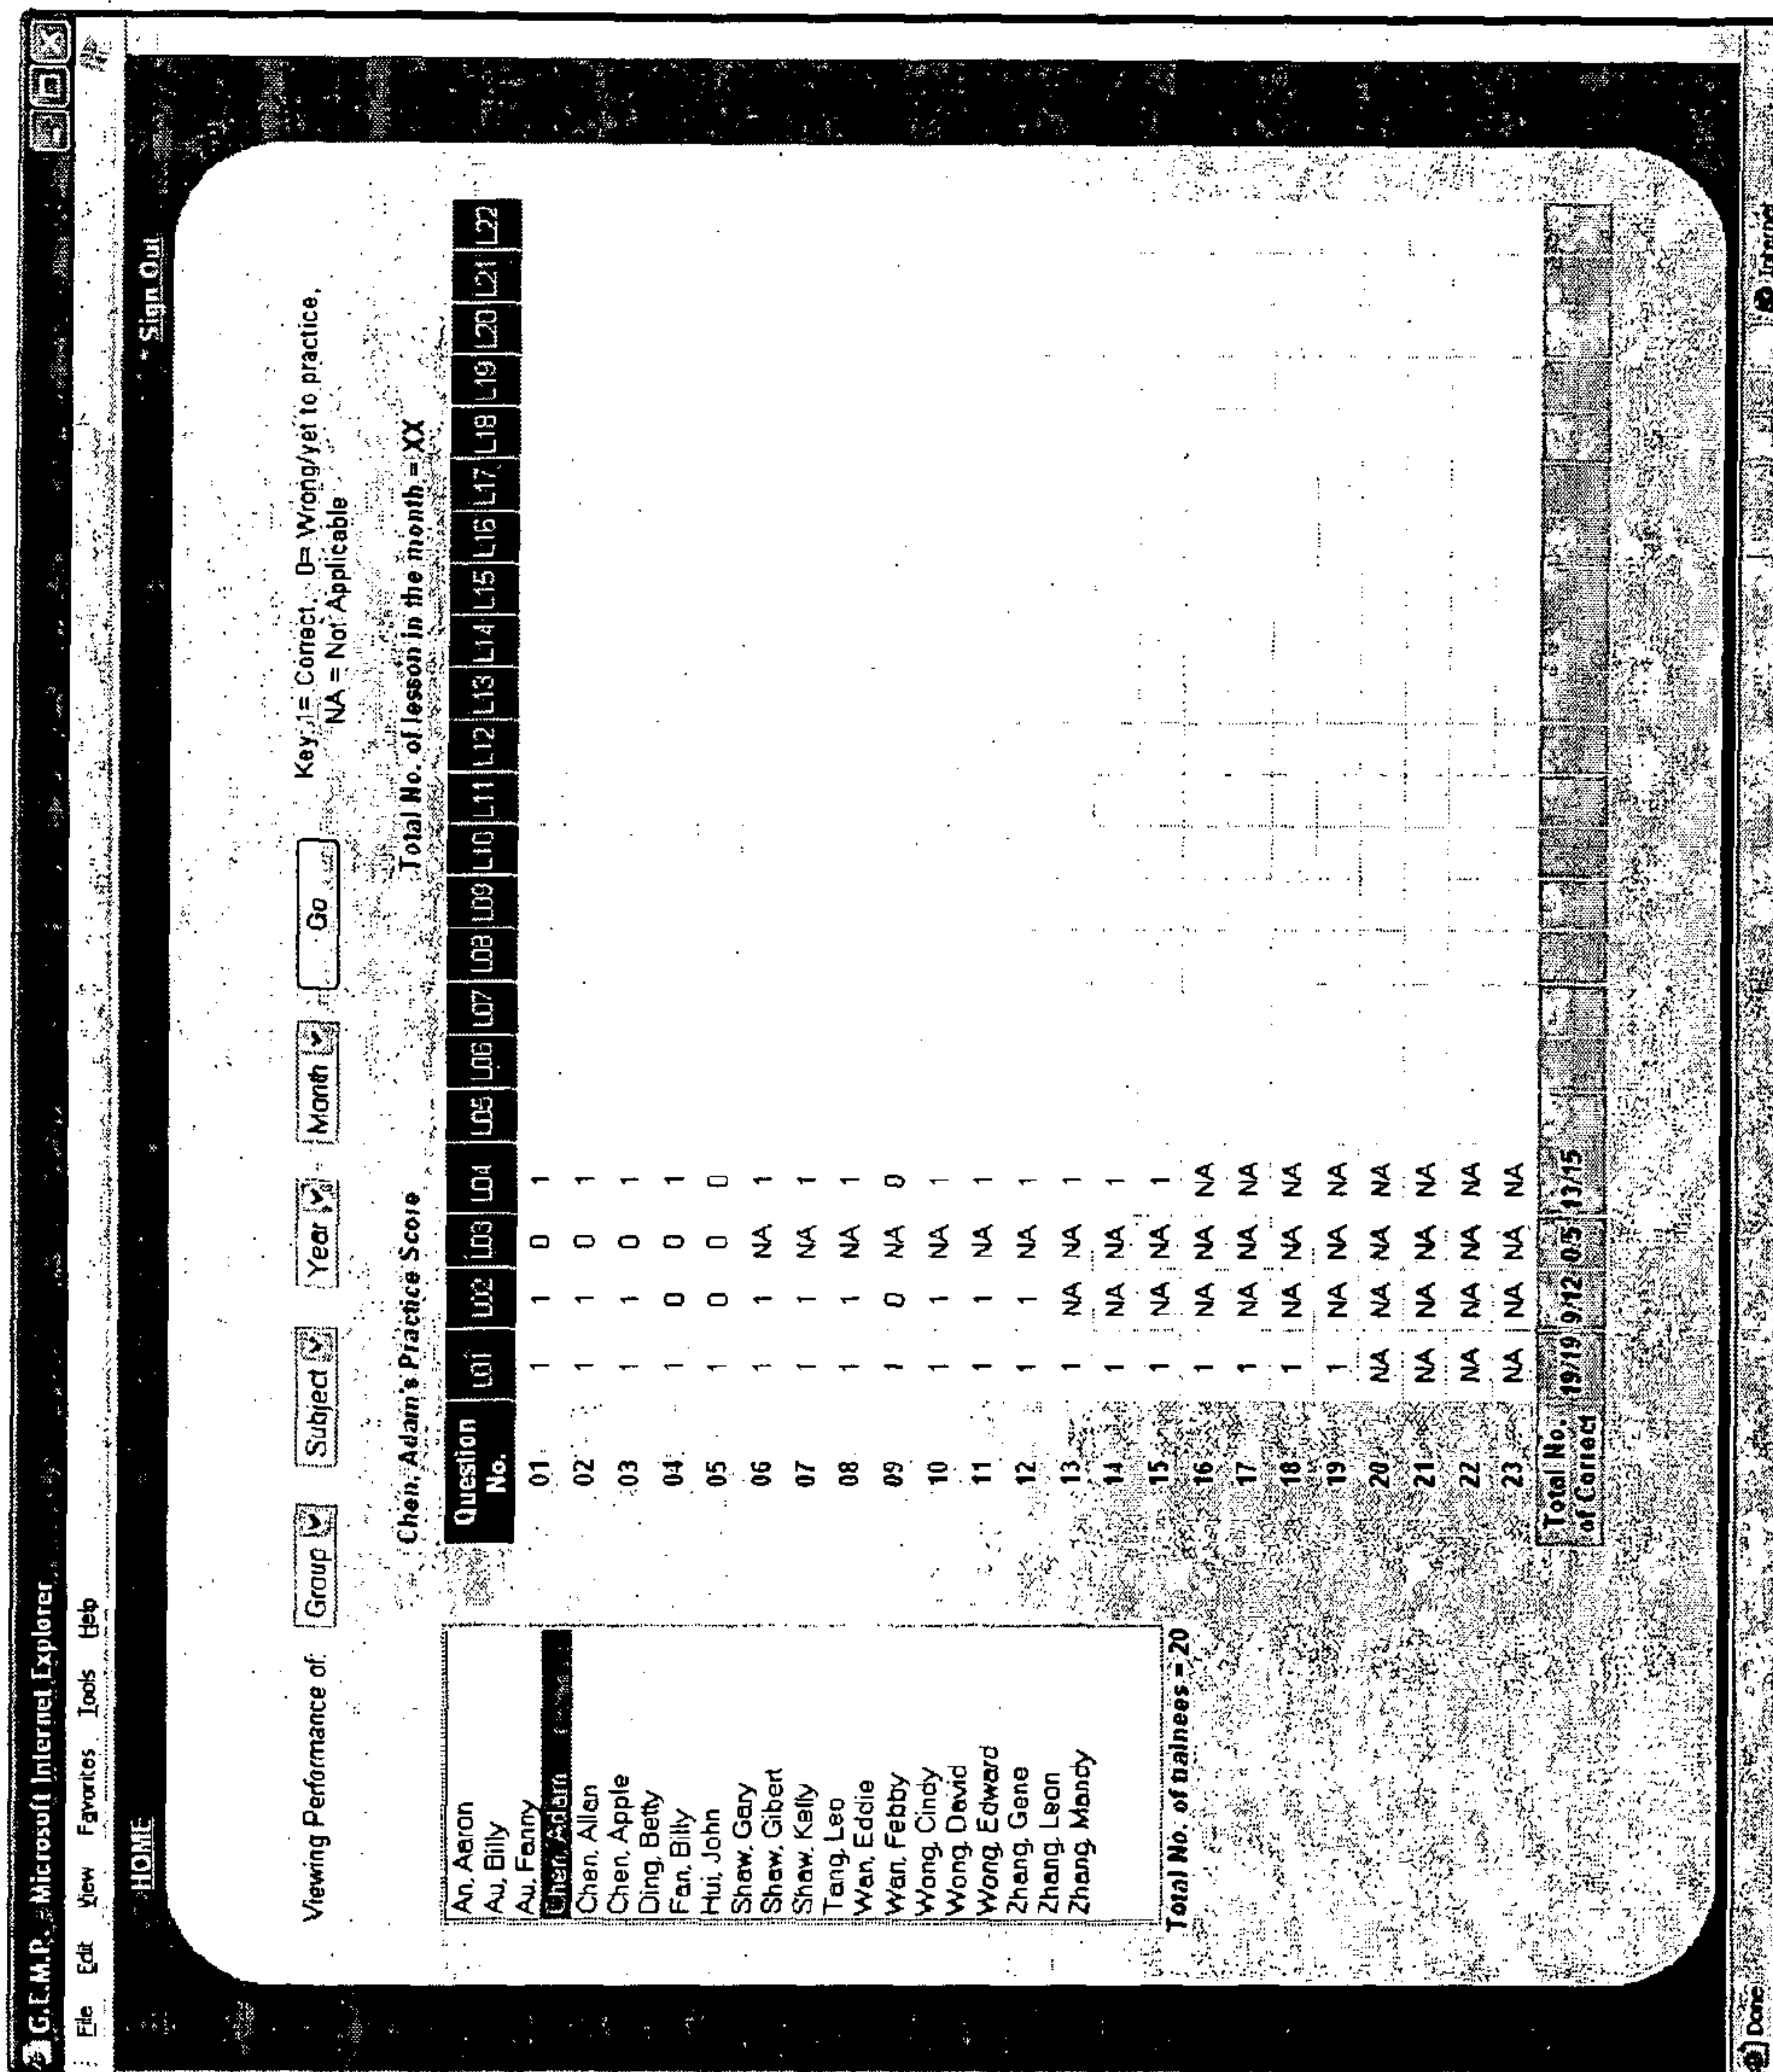 G.E.M.P. - Microsoft Internet Explorer
File Edit View Favorites Tools Help
HOME
* Sign Out
Viewing Performance of: Group Subject Year Month Go
Key: 1= Correct, 0= Wrong/yet to practice,
NA = Not Applicable
Chen, Adam's Practice Score
Total No. of lesson in the month = XX
An, Aaron
Au, Billy
Au, Fanny
Chen, Adam
Chen, Allan
Chen, Apple
Ding, Betty
Fan, Billy
Hui, John
Shaw, Gary
Shaw, Gibert
Shaw, Kelly
Tang, Leo
Wan, Eddie
Wan, Febby
Wong, Cindy
Wong, David
Wong, Edward
Zhang, Gene
Zhang, Leon
Zhang, Mandy
Total No. of trainees = 20
Question No. L01 L02 L03 L04 L05 L06 L07 L08 L09 L10 L11 L12 L13 L14 L15 L16 L17 L18 L19 L20 L21 L22
01 1 1 0 1
02 1 1 0 1
03 1 1 0 1
04 1 0 0 1
05 1 0 0 0
06 1 1 NA 1
07 1 1 NA 1
08 1 1 NA 1
09 1 0 NA 0
10 1 1 NA 1
11 1 1 NA 1
12 1 1 NA 1
13 1 NA NA 1
14 1 NA NA 1
15 1 NA NA 1
16 1 NA NA NA
17 1 NA NA NA
18 1 NA NA NA
19 1 NA NA NA
20 NA NA NA NA
21 NA NA NA NA
22 NA NA NA NA
23 NA NA NA NA
Total No. of Correct 19/19 9/12 0/5 13/15
Done
Internet